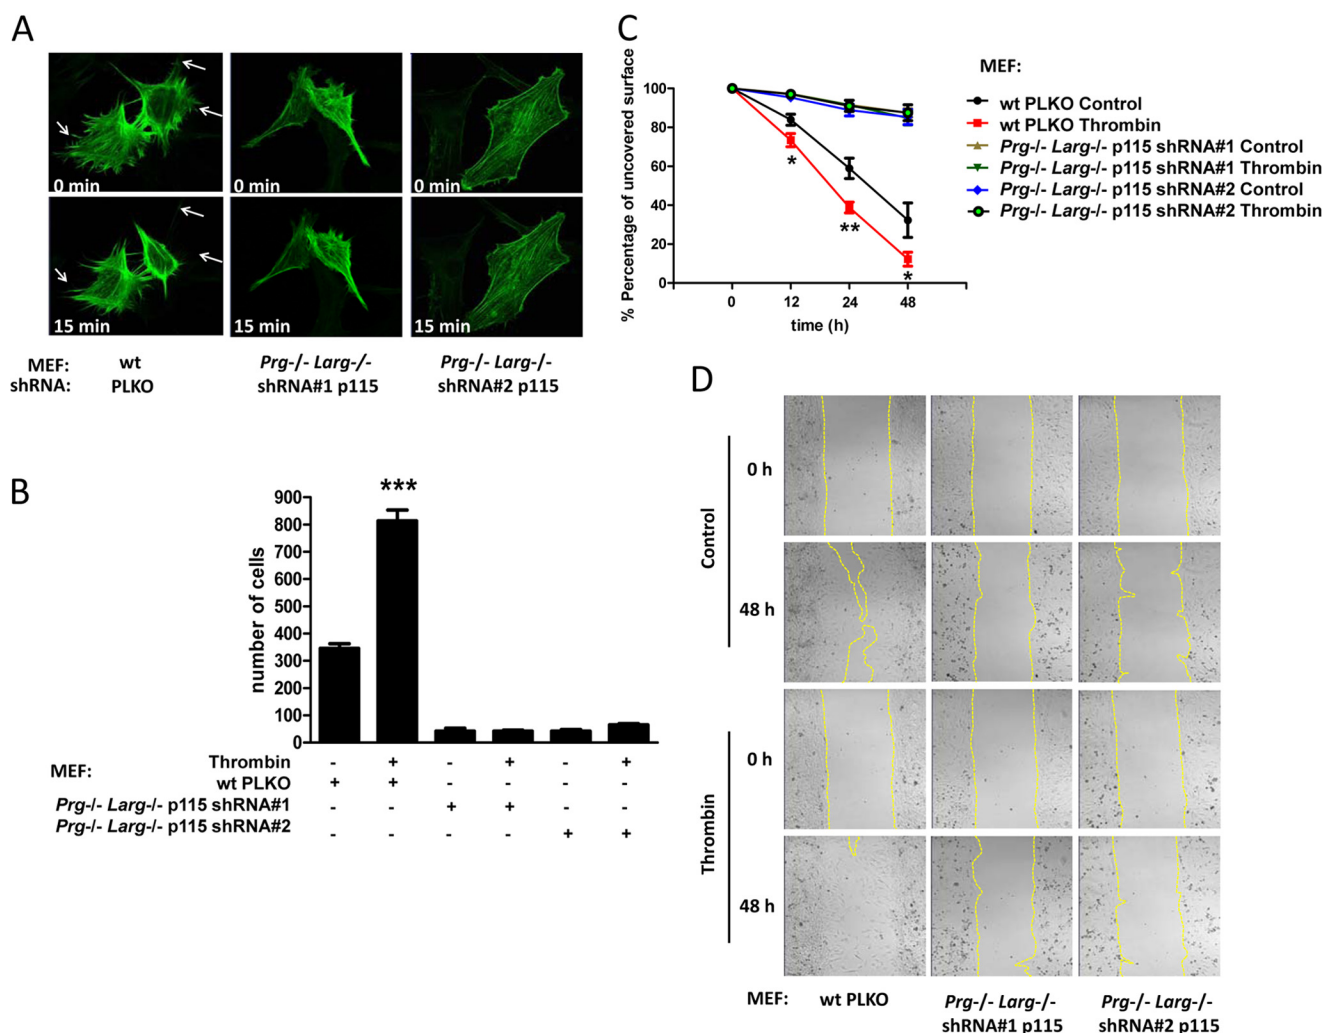 A
0 min
0 min
0 min
15 min
15 min
15 min
MEF: wt Prg-/- Larg-/- Prg-/- Larg-/-
shRNA: PLKO shRNA#1 p115 shRNA#2 p115
B
number of cells
900
800
700
600
500
400
300
200
100
0
***
MEF:
Thrombin - + - + - +
wt PLKO + + - - - -
Prg-/- Larg-/- p115 shRNA#1 - - + + - -
Prg-/- Larg-/- p115 shRNA#2 - - - - + +
C
% Percentage of uncovered surface
100
80
60
40
20
0
*
**
*
0 12 24 48
time (h)
MEF:
wt PLKO Control
wt PLKO Thrombin
Prg-/- Larg-/- p115 shRNA#1 Control
Prg-/- Larg-/- p115 shRNA#1 Thrombin
Prg-/- Larg-/- p115 shRNA#2 Control
Prg-/- Larg-/- p115 shRNA#2 Thrombin
D
Control
0 h
48 h
Thrombin
0 h
48 h
MEF: wt PLKO Prg-/- Larg-/- Prg-/- Larg-/-
shRNA#1 p115 shRNA#2 p115